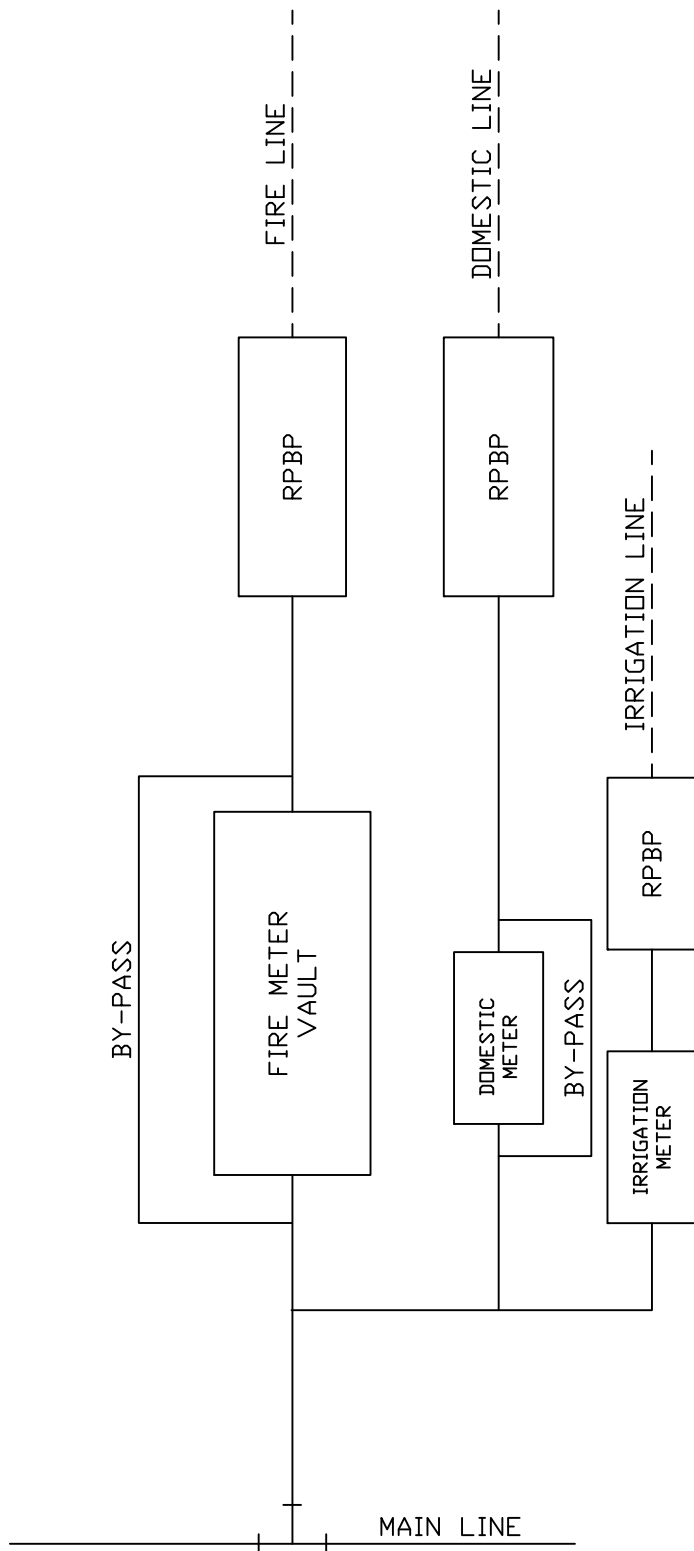 FIRE LINE
DOMESTIC LINE
RPBP
RPBP
IRRIGATION LINE
RPBP
BY-PASS
FIRE METER
VAULT
DOMESTIC
METER
BY-PASS
IRRIGATION
METER
MAIN LINE